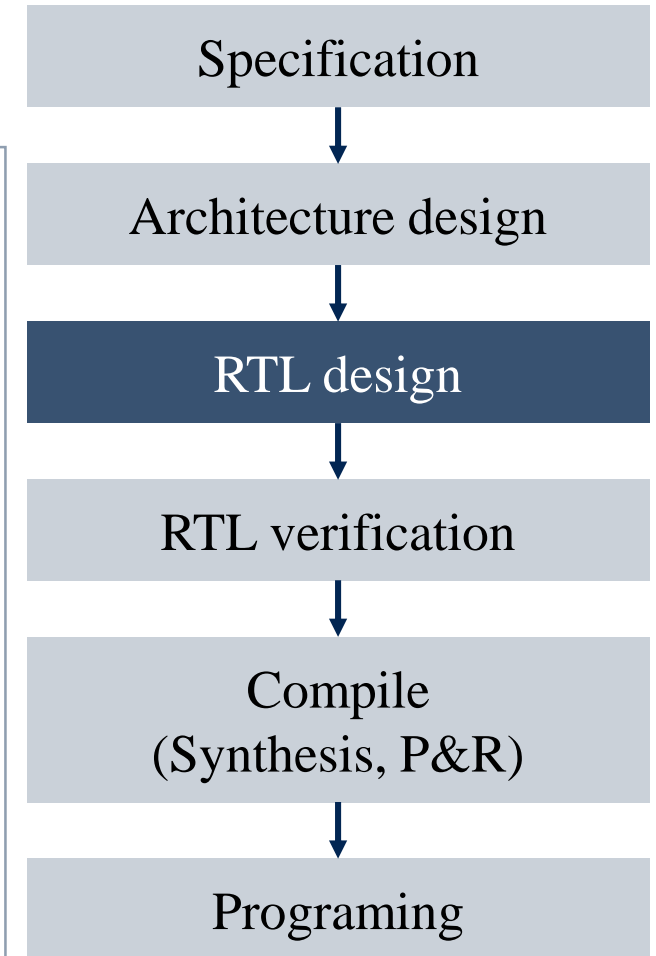 Specification
Architecture design
RTL design
RTL verification
Compile
(Synthesis, P&R)
Programing